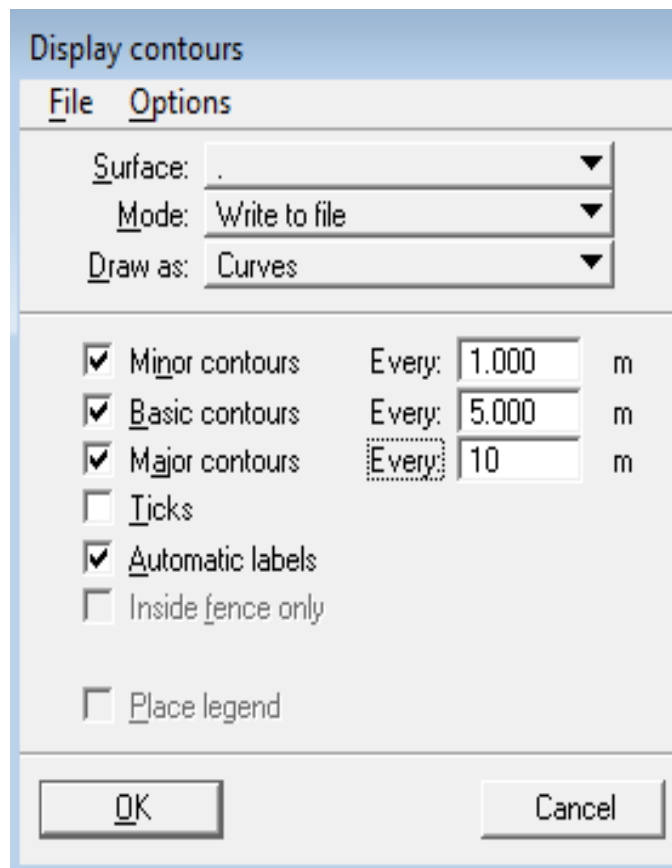 Display contours
File Options
Surface: .
Mode: Write to file
Draw as: Curves
Minor contours Every: 1.000 m
Basic contours Every: 5.000 m
Major contours Every: 10 m
Ticks
Automatic labels
Inside fence only
Place legend
OK Cancel